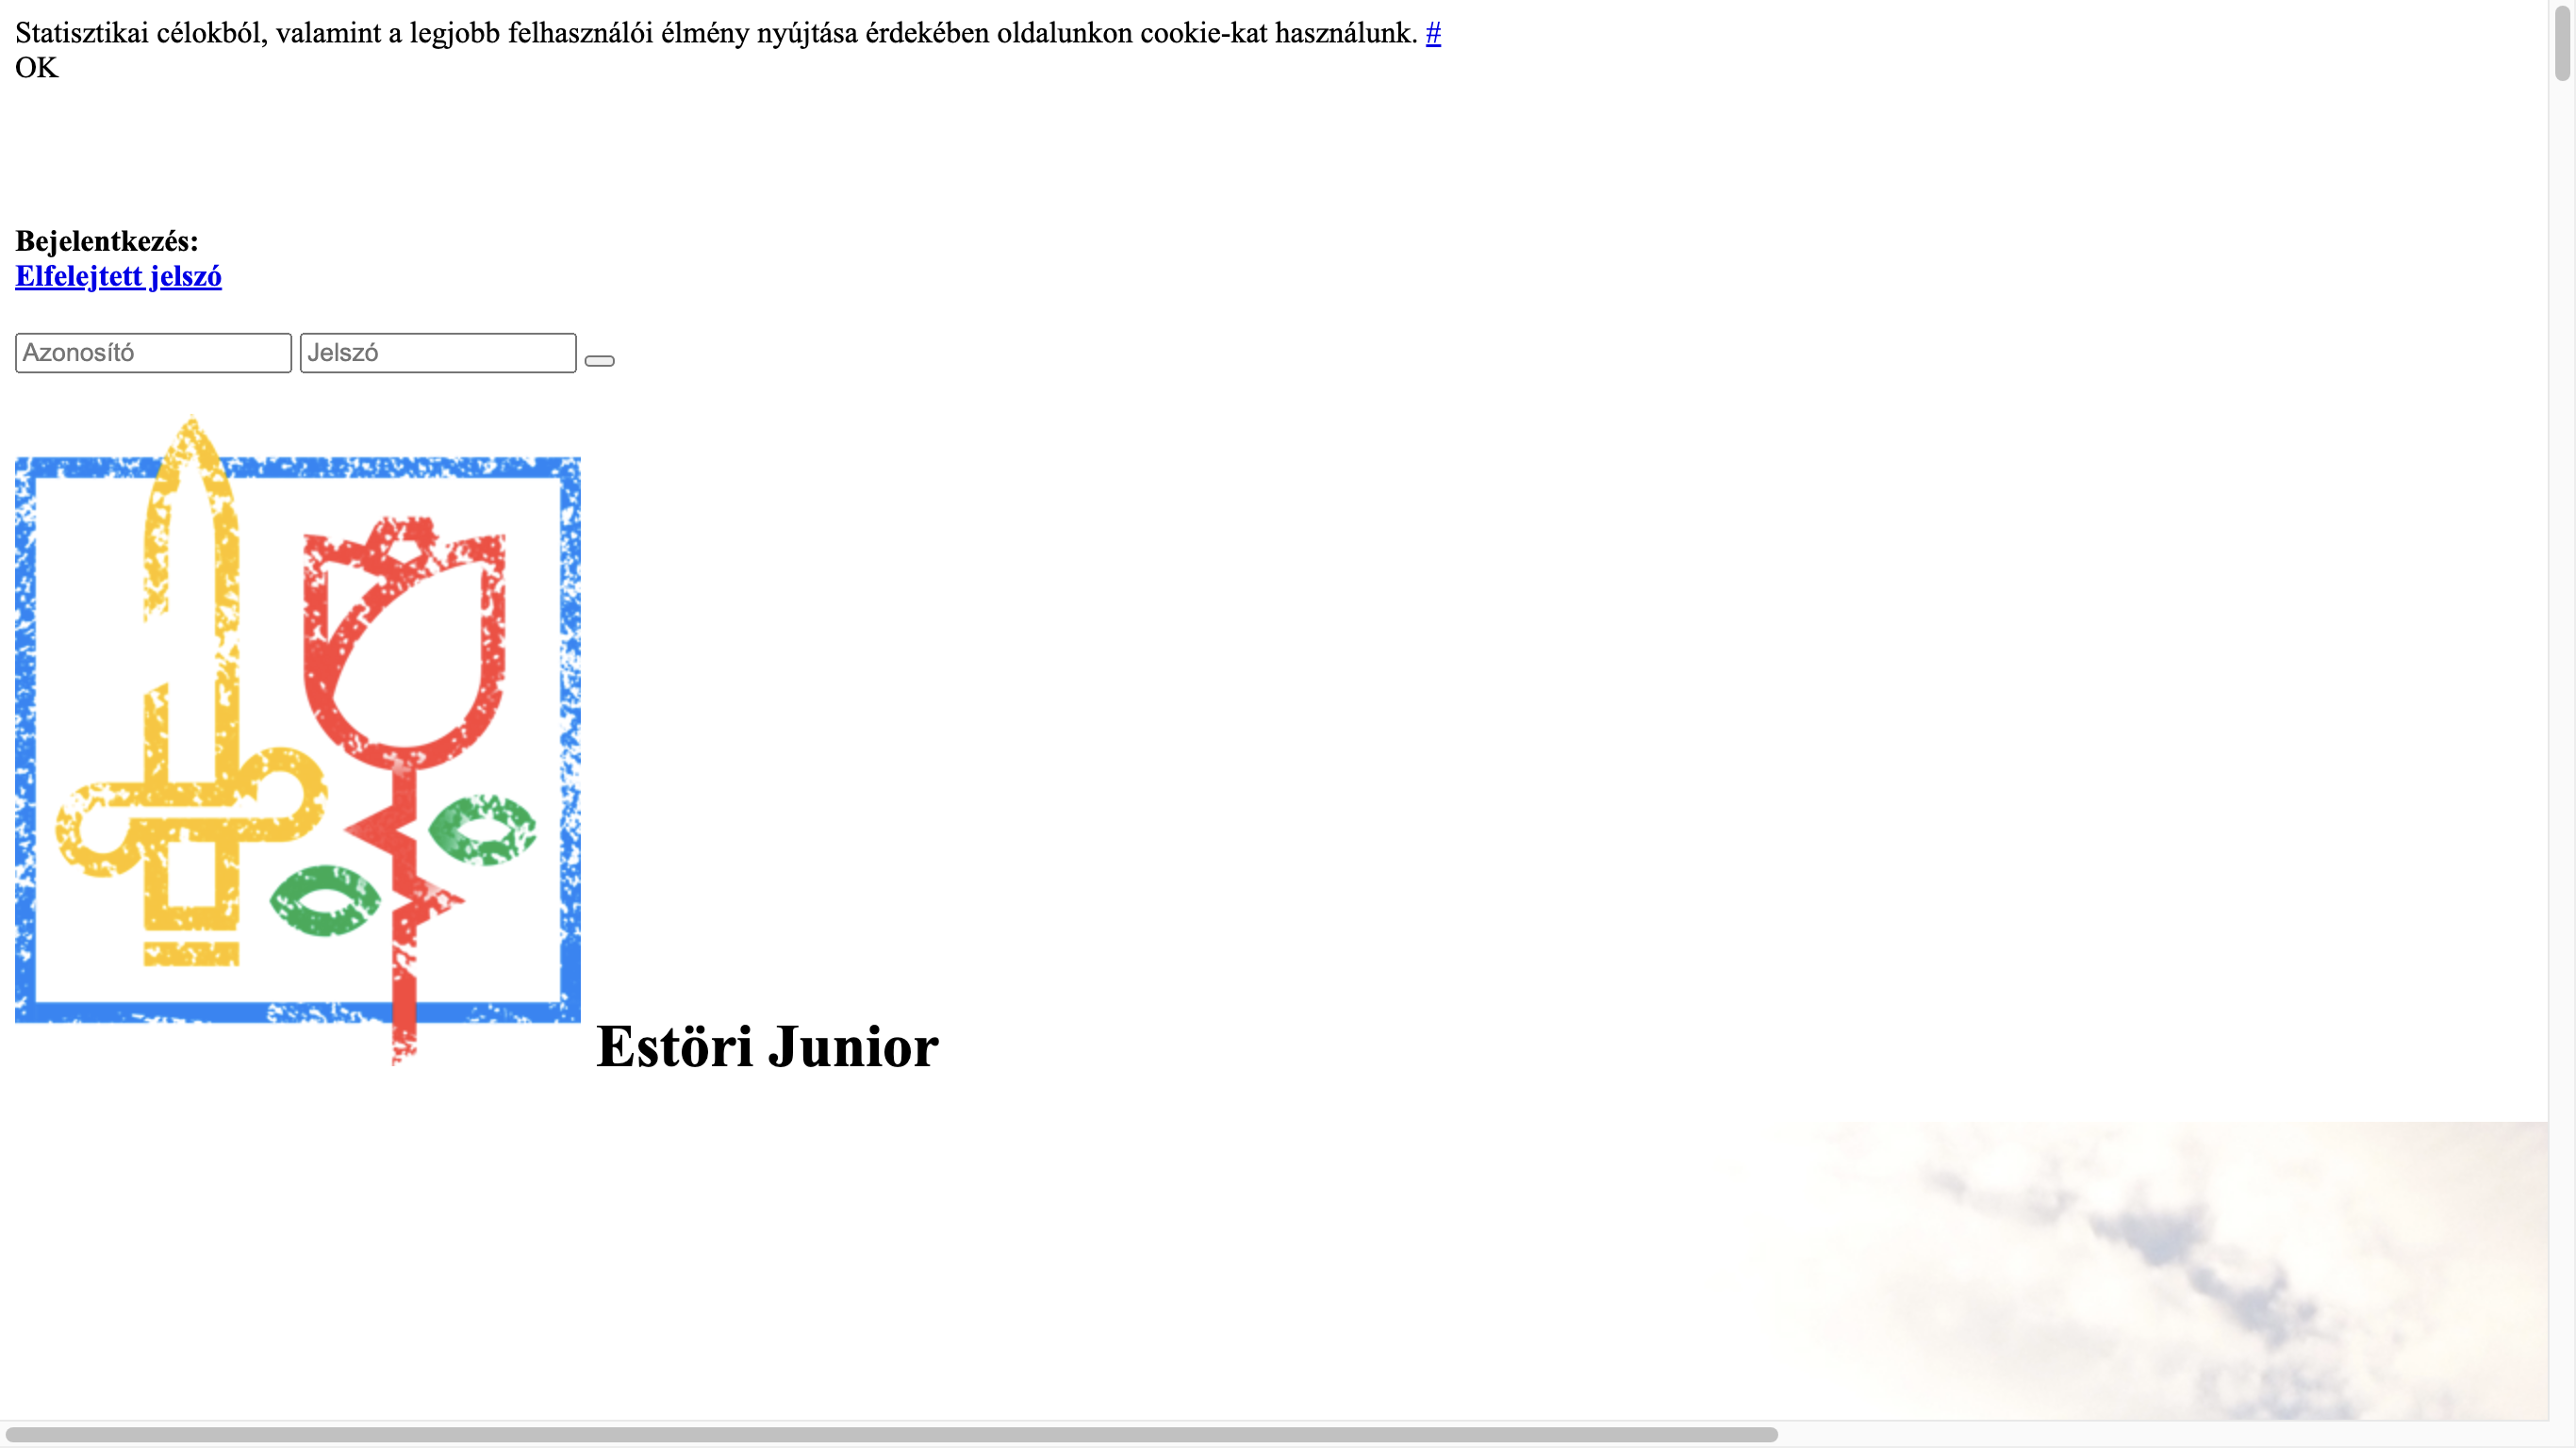 Statisztikai célokból, valamint a legjobb felhasználói élmény nyújtása érdekében oldalunkon cookie-kat használunk. #
OK
Bejelentkezés:
Elfelejtett jelszó
Azonosító Jelszó
Estöri Junior